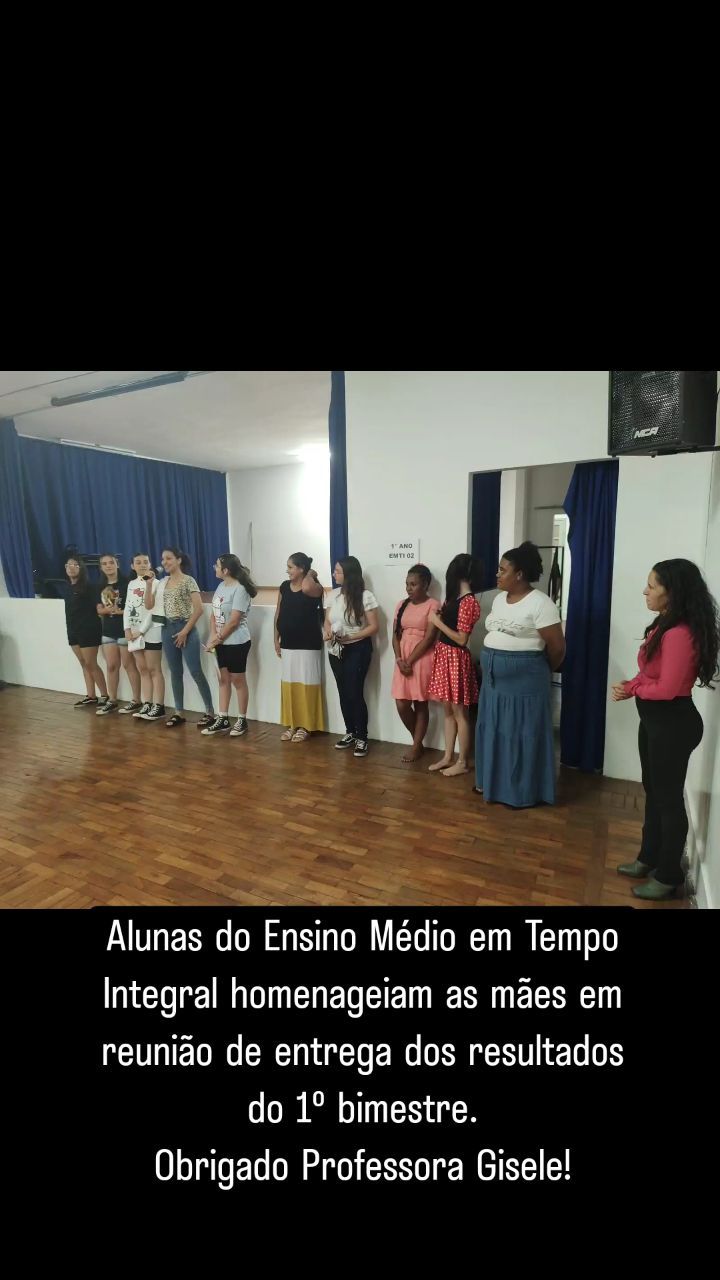 NCA
1° ANO
EMTI 02
Alunas do Ensino Médio em Tempo
Integral homenageiam as mães em
reunião de entrega dos resultados
do 1º bimestre.
Obrigado Professora Gisele!